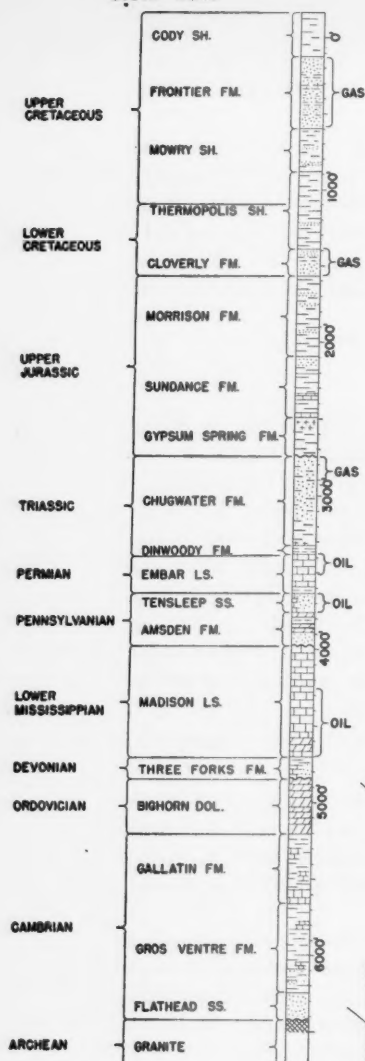 CODY SH.
0'
UPPER CRETACEOUS
FRONTIER FM.
GAS
MOWRY SH.
1000'
THERMOPOLIS SH.
LOWER CRETACEOUS
CLOVERLY FM.
GAS
MORRISON FM.
2000'
UPPER JURASSIC
SUNDANCE FM.
GYPSUM SPRING FM.
GAS
TRIASSIC
CHUGWATER FM.
3000'
DINWOODY FM.
OIL
PERMIAN
EMBAR LS.
TENSLEEP SS.
OIL
PENNSYLVANIAN
AMSDEN FM.
4000'
LOWER MISSISSIPPIAN
MADISON LS.
OIL
DEVONIAN
THREE FORKS FM.
ORDOVICIAN
BIGHORN DOL.
5000'
GALLATIN FM.
CAMBRIAN
GROS VENTRE FM.
6000'
FLATHEAD SS.
ARCHEAN
GRANITE